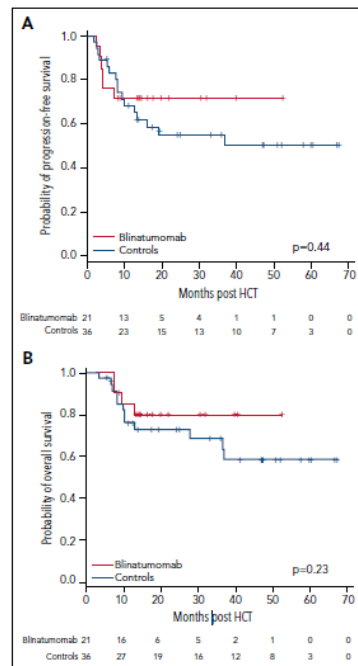 A
Probability of progression-free survival
1.0
0.8
0.6
0.4
0.2
0.0
Blinatumomab
Controls
p=0.44
0 10 20 30 40 50 60 70
Months post HCT
Blinatumomab 21 13 5 4 1 1 0 0
Controls 36 23 15 13 10 7 3 0
B
Probability of overall survival
1.0
0.8
0.6
0.4
0.2
0.0
Blinatumomab
Controls
p=0.23
0 10 20 30 40 50 60 70
Months post HCT
Blinatumomab 21 16 6 5 2 1 0 0
Controls 36 27 19 16 12 8 3 0